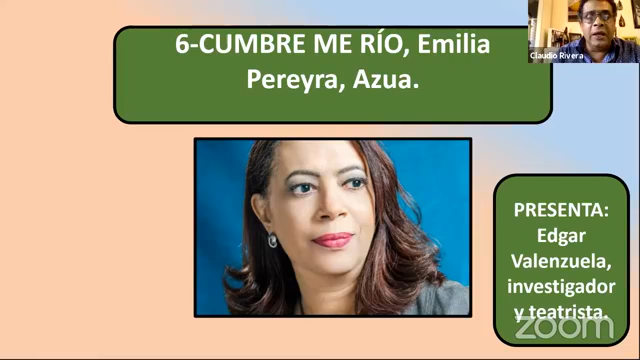 6-CUMBRE ME RÍO, Emilia
Pereyra, Azua.
Claudio Rivera
PRESENTA:
Edgar
Valenzuela,
investigador
y teatrista.
zoom